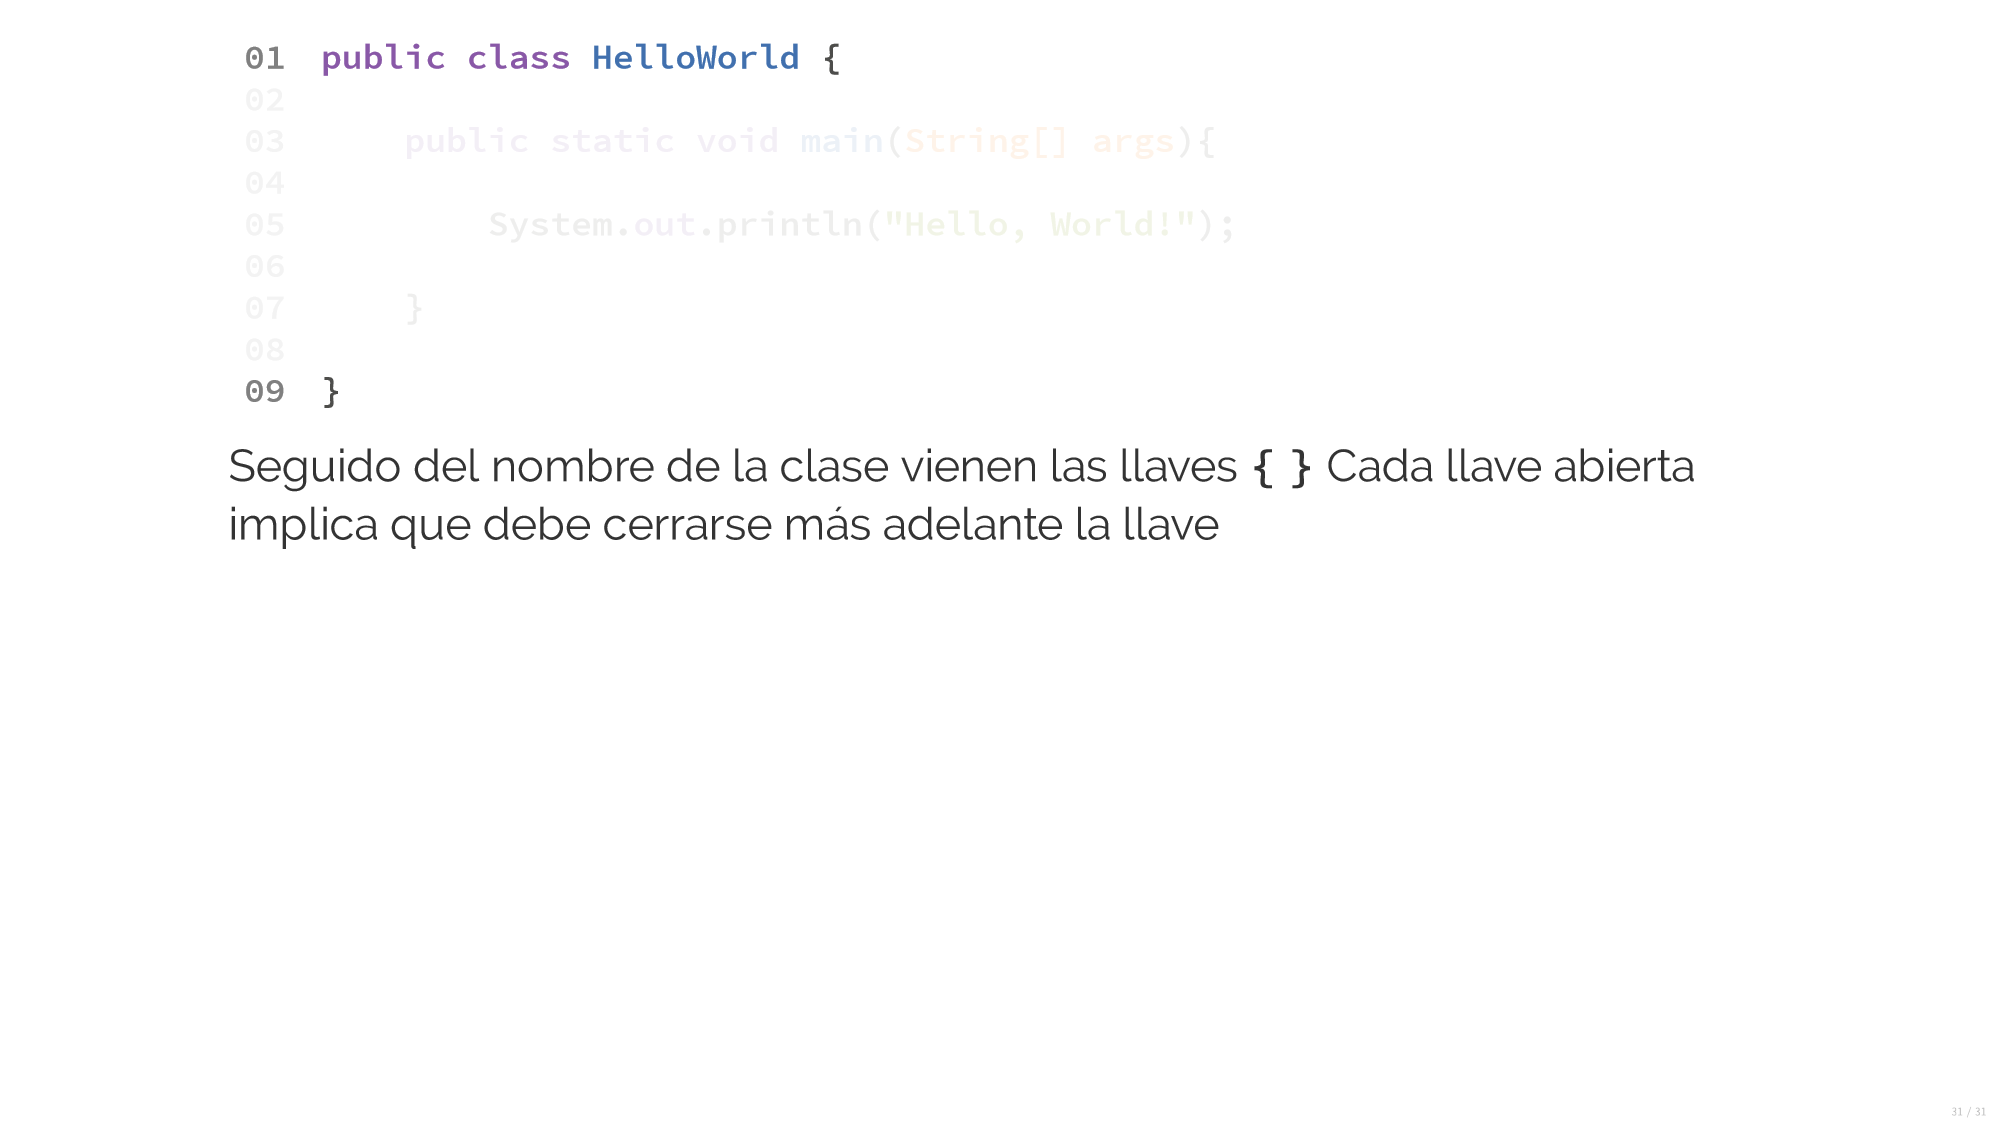 01 public class HelloWorld {
02
03     public static void main(String[] args){
04
05         System.out.println("Hello, World!");
06
07     }
08
09 }
Seguido del nombre de la clase vienen las llaves { } Cada llave abierta
implica que debe cerrarse más adelante la llave
31 / 31